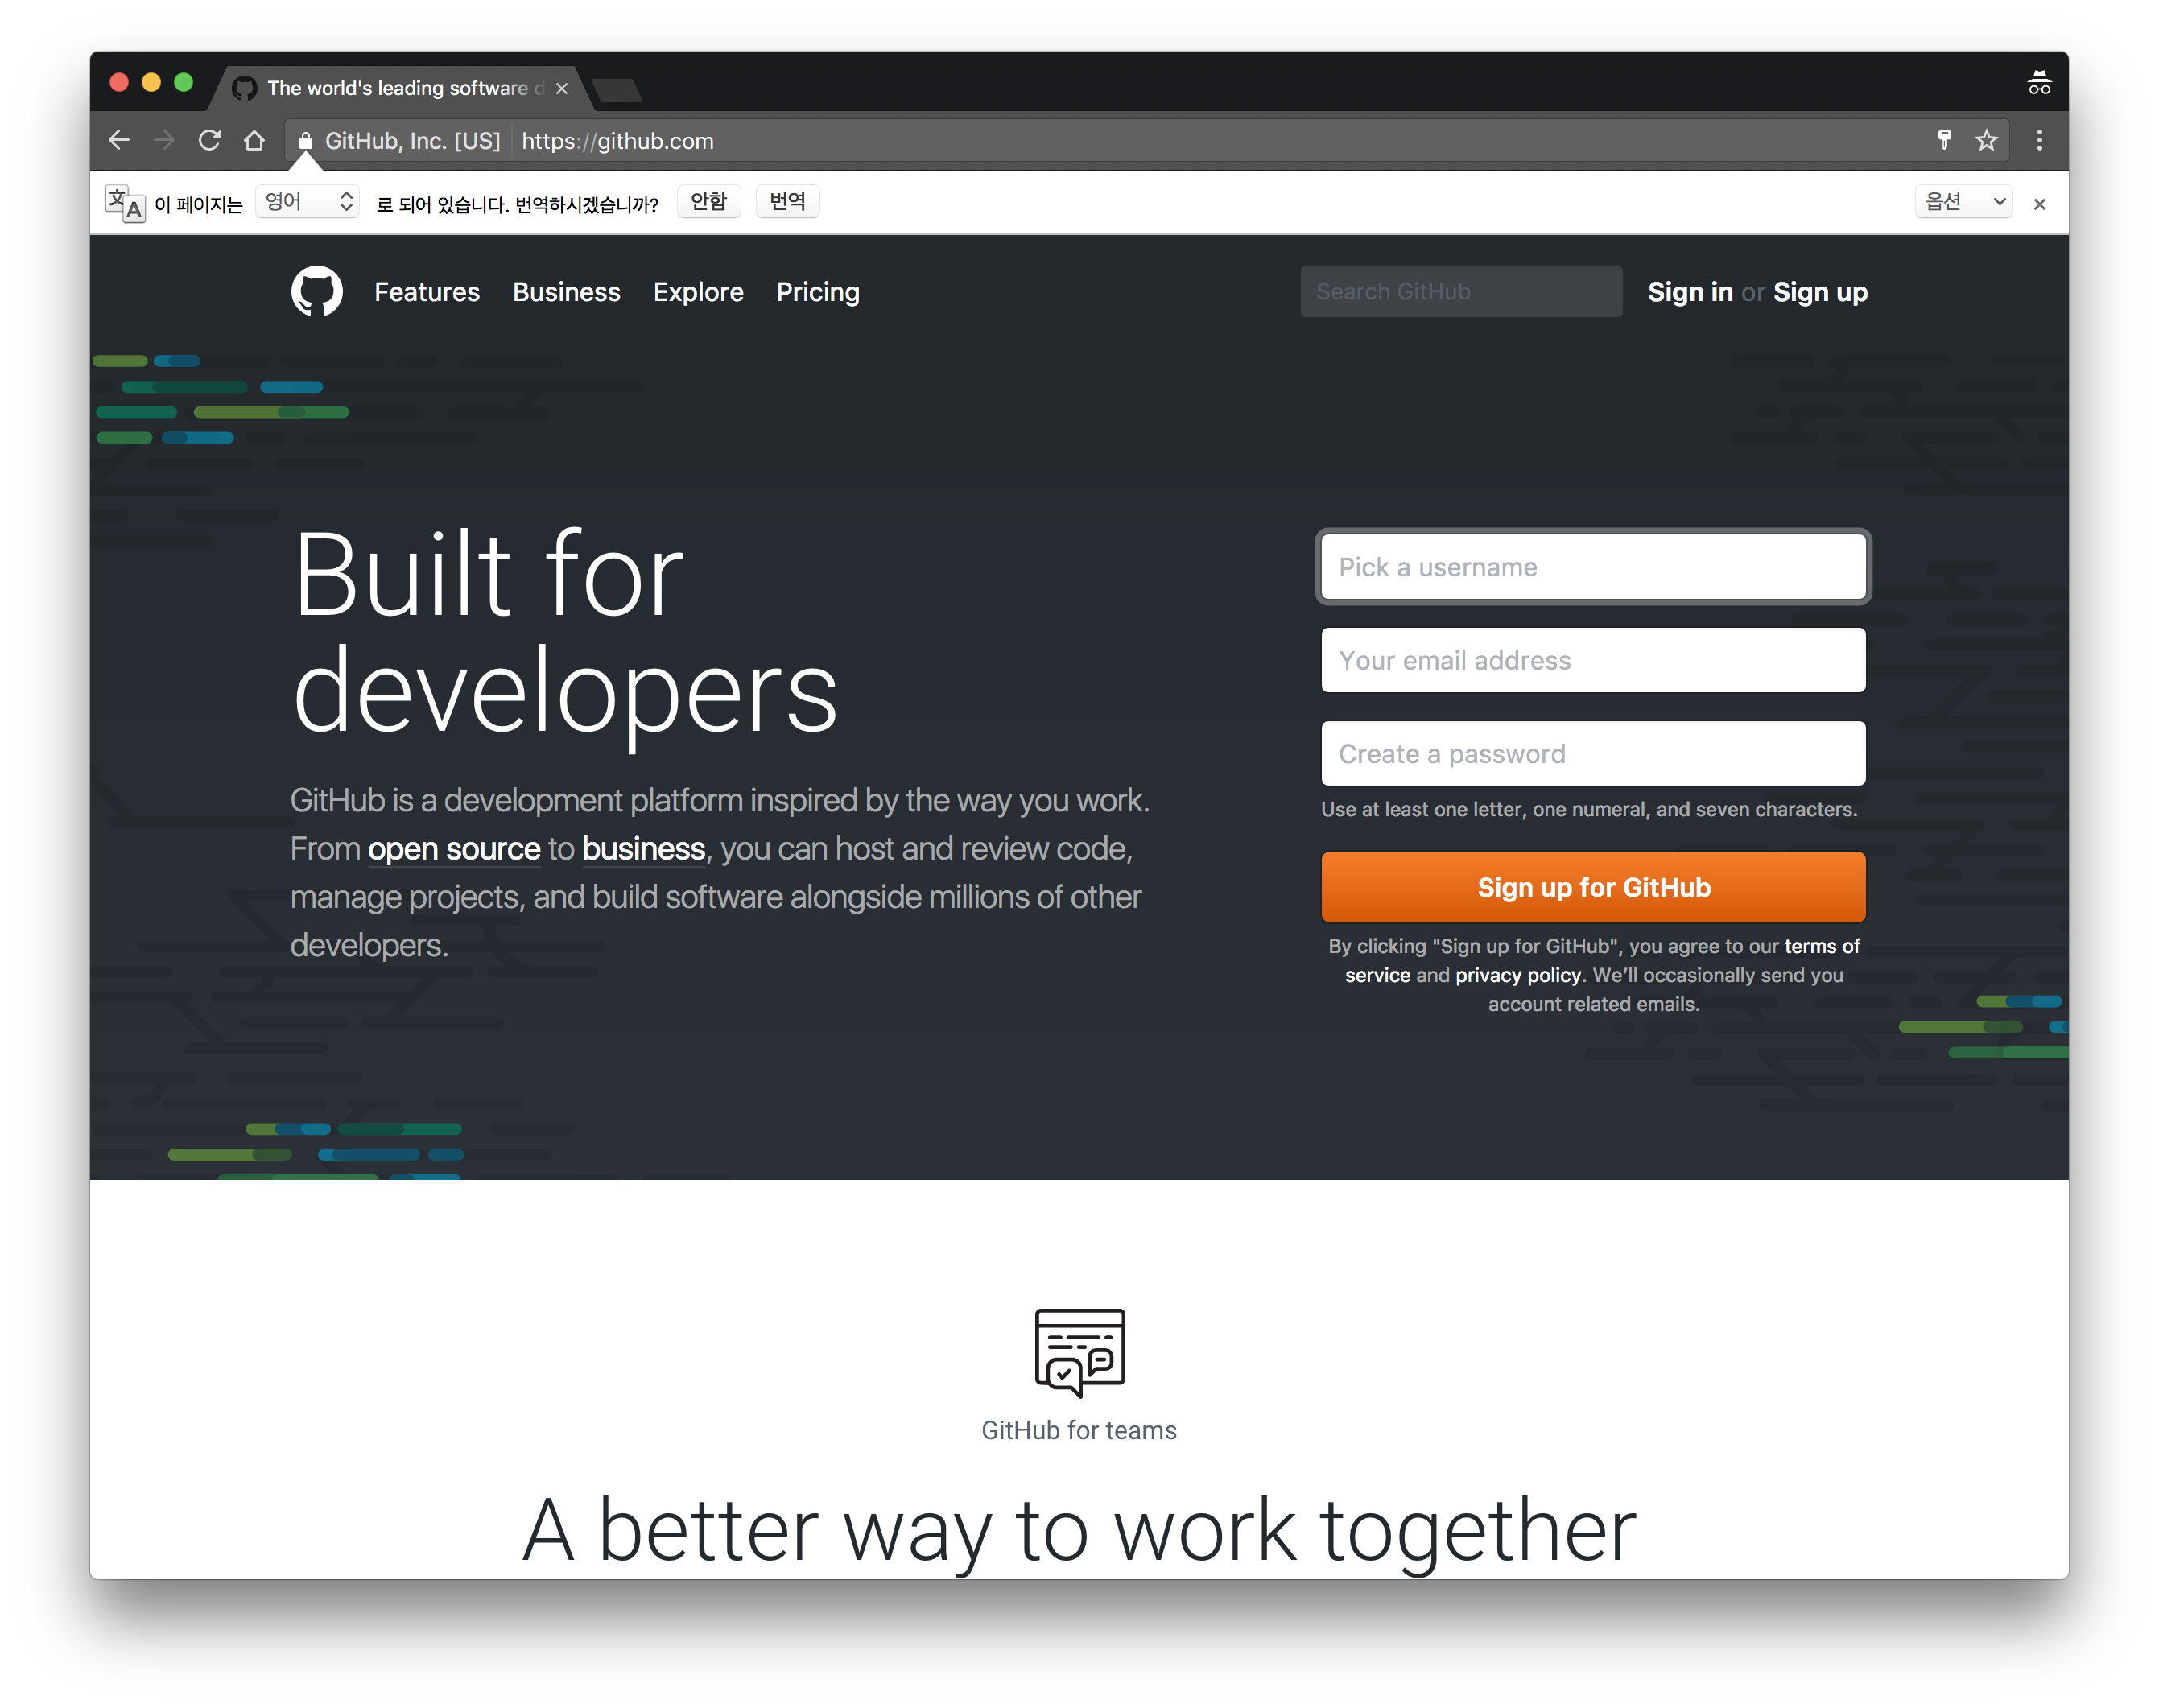 The world's leading software d
GitHub, Inc. [US] https://github.com
이 페이지는 영어 로 되어 있습니다. 번역하시겠습니까? 안함 번역 옵션
Features Business Explore Pricing Search GitHub Sign in or Sign up
Built for
developers
GitHub is a development platform inspired by the way you work.
From open source to business, you can host and review code,
manage projects, and build software alongside millions of other
developers.
Pick a username
Your email address
Create a password
Use at least one letter, one numeral, and seven characters.
Sign up for GitHub
By clicking "Sign up for GitHub", you agree to our terms of
service and privacy policy. We’ll occasionally send you
account related emails.
GitHub for teams
A better way to work together